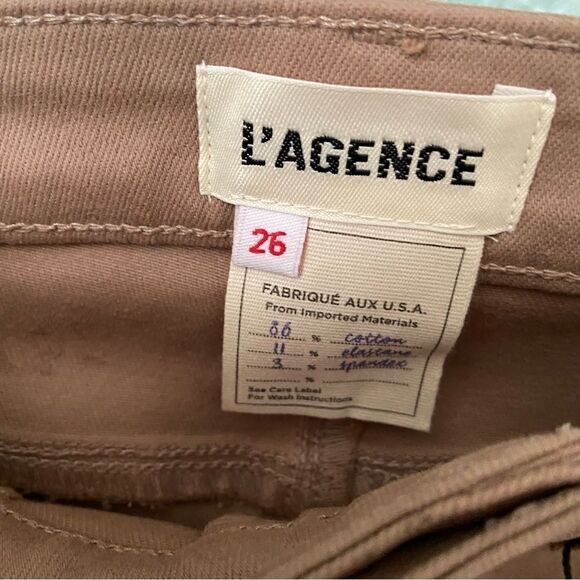 L'AGENCE
26
FABRIQUÉ AUX U.S.A.
From Imported Materials
86 % cotton
11 % elastane
3 % spandex
%
See Care Label
For Wash Instructions